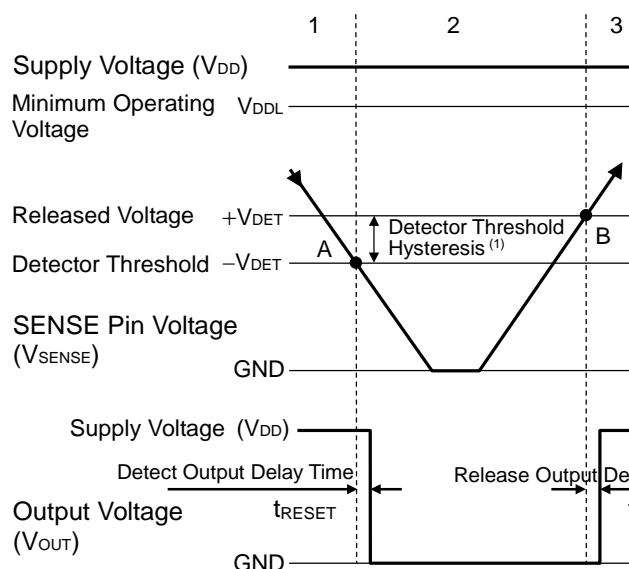 1 2 3
Supply Voltage (VDD)
Minimum Operating
Voltage
VDDL
Released Voltage +VDET
Detector Threshold
Hysteresis (1)
A
B
Detector Threshold −VDET
SENSE Pin Voltage
(VSENSE)
GND
Supply Voltage (VDD)
Detect Output Delay Time
Release Output De
tRESET
Output Voltage
(VOUT)
GND